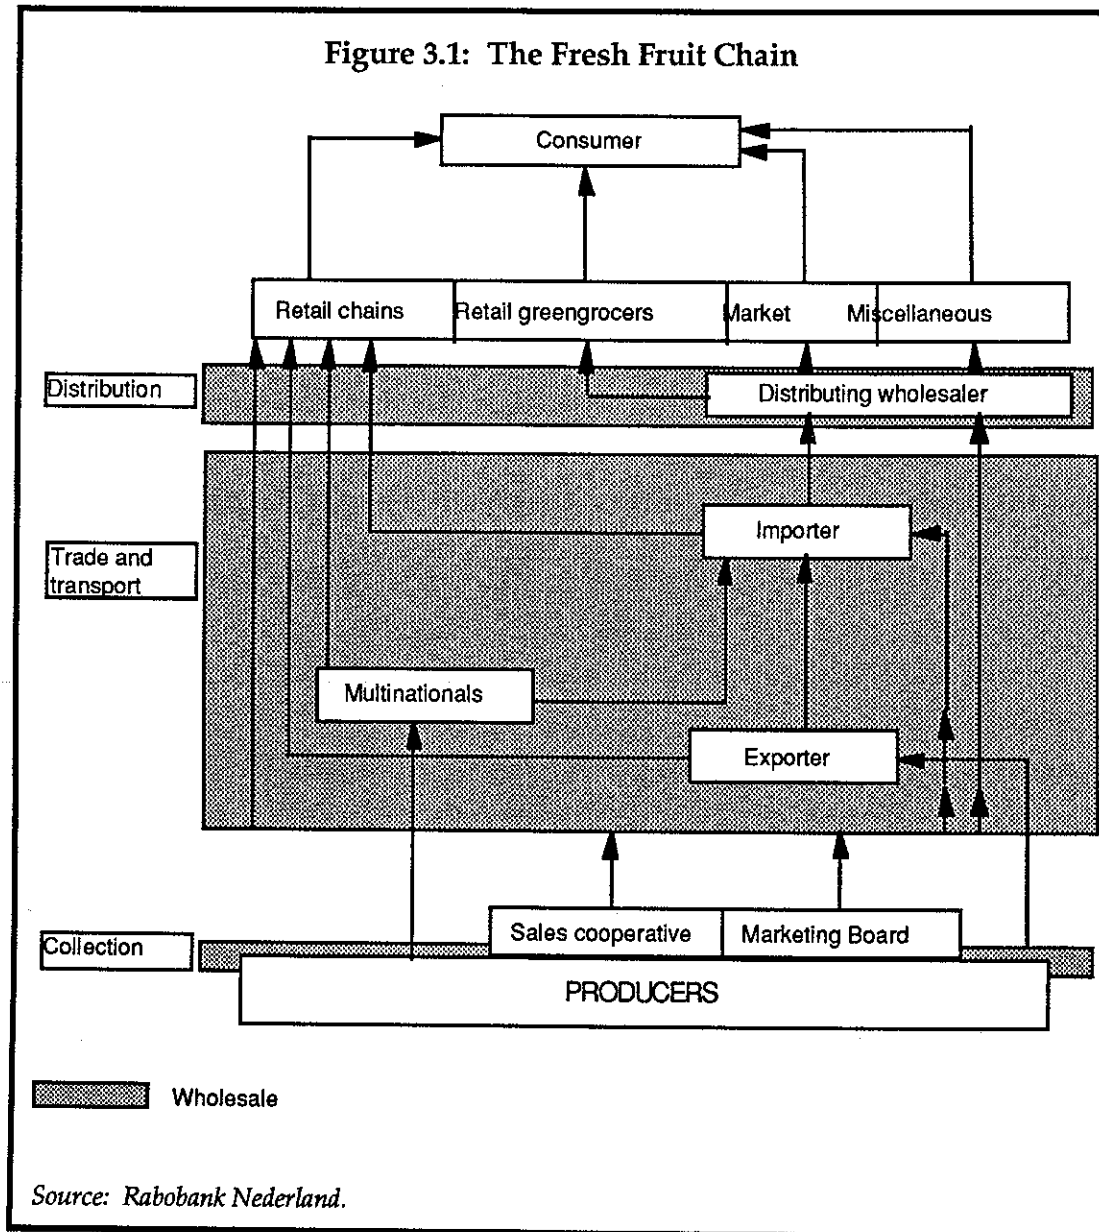 Figure 3.1: The Fresh Fruit Chain
Consumer
Retail chains
Retail greengrocers
Market
Miscellaneous
Distribution
Distributing wholesaler
Importer
Trade and
transport
Multinationals
Exporter
Sales cooperative
Marketing Board
Collection
PRODUCERS
Wholesale
Source: Rabobank Nederland.